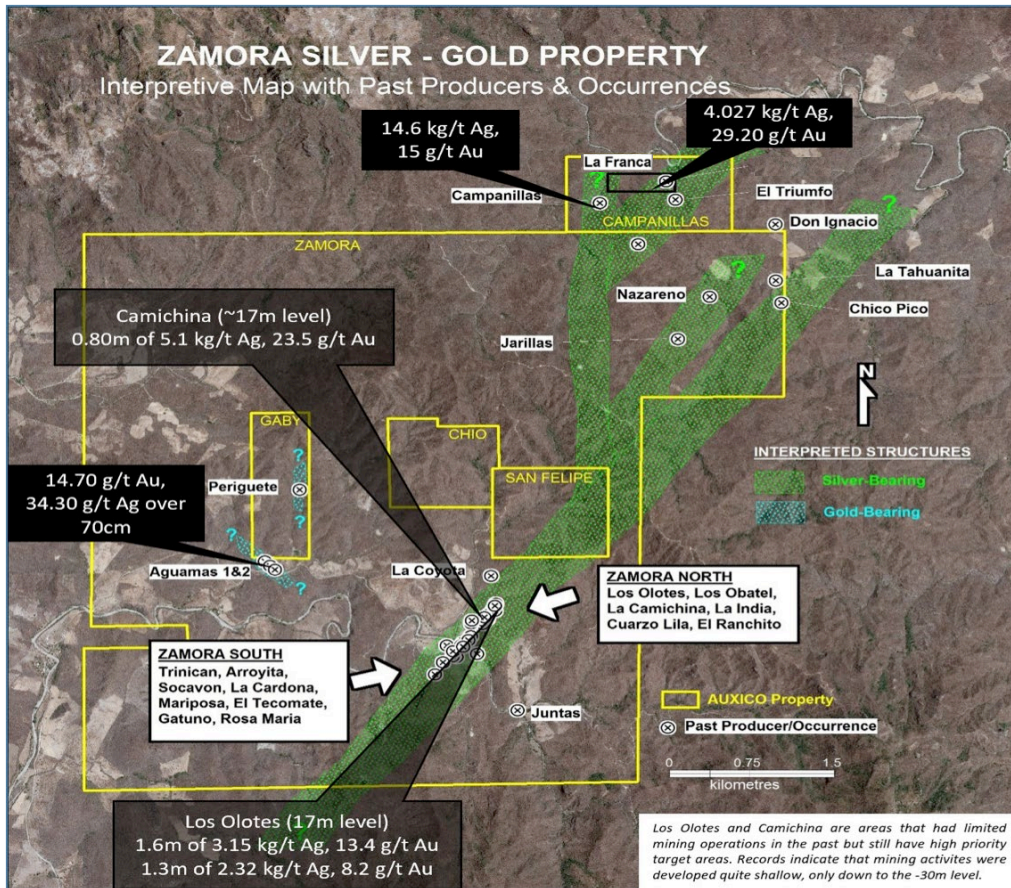 ZAMORA SILVER - GOLD PROPERTY
Interpretive Map with Past Producers & Occurrences
14.6 kg/t Ag,
15 g/t Au
4.027 kg/t Ag,
29.20 g/t Au
La Franca
?
Campanillas
El Triumfo
CAMPANILLAS
Don Ignacio
?
ZAMORA
La Tahuanita
?
Nazareno
Chico Pico
Camichina (~17m level)
0.80m of 5.1 kg/t Ag, 23.5 g/t Au
Jarillas
N
GABY
CHIO
?
INTERPRETED STRUCTURES
Silver-Bearing
Gold-Bearing
14.70 g/t Au,
34.30 g/t Ag over
70cm
Periguete
?
SAN FELIPE
?
Aguamas 1&2
?
La Coyota
ZAMORA NORTH
Los Olotes, Los Obatel,
La Camichina, La India,
Cuarzo Lila, El Ranchito
ZAMORA SOUTH
Trinican, Arroyita,
Socavon, La Cardona,
Mariposa, El Tecomate,
Gatuno, Rosa Maria
Juntas
AUXICO Property
Past Producer/Occurrence
0 0.75 1.5
kilometres
Los Olotes (17m level)
1.6m of 3.15 kg/t Ag, 13.4 g/t Au
1.3m of 2.32 kg/t Ag, 8.2 g/t Au
Los Olotes and Camichina are areas that had limited
mining operations in the past but still have high priority
target areas. Records indicate that mining activites were
developed quite shallow, only down to the -30m level.